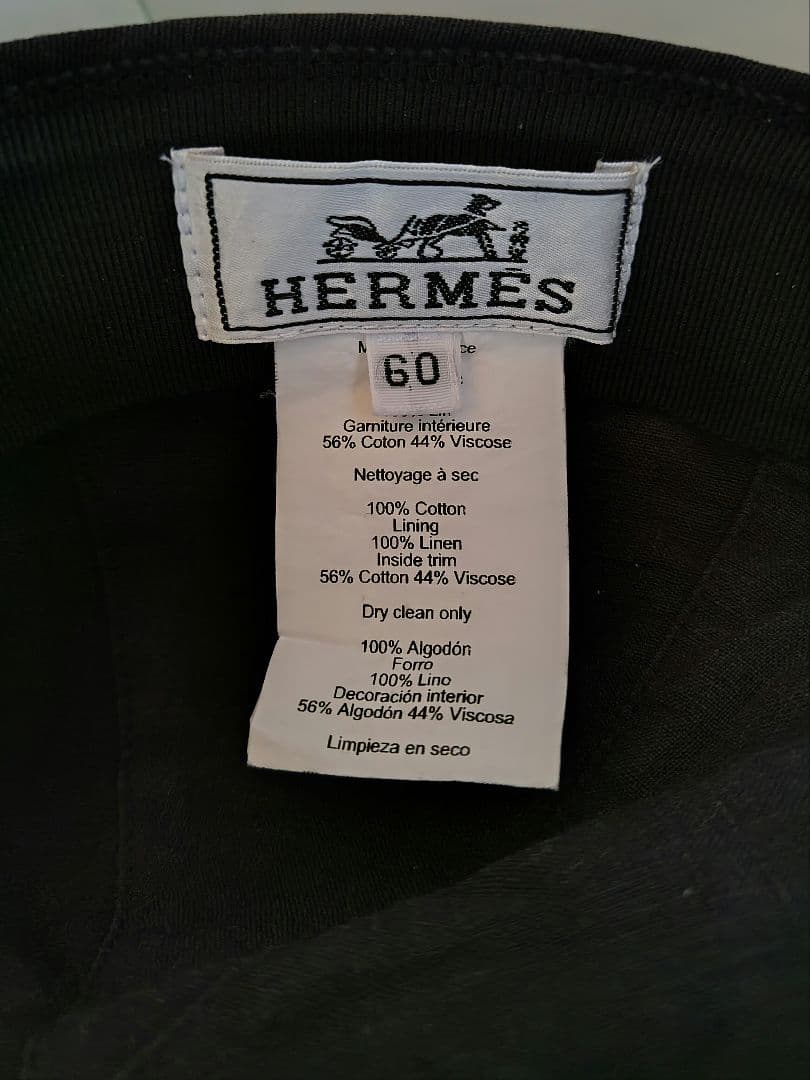 HERMĒS
60
Garniture intérieure
56% Coton 44% Viscose
Nettoyage à sec
100% Cotton
Lining
100% Linen
Inside trim
56% Cotton 44% Viscose
Dry clean only
100% Algodón
Forro
100% Lino
Decoración interior
56% Algodón 44% Viscosa
Limpieza en seco